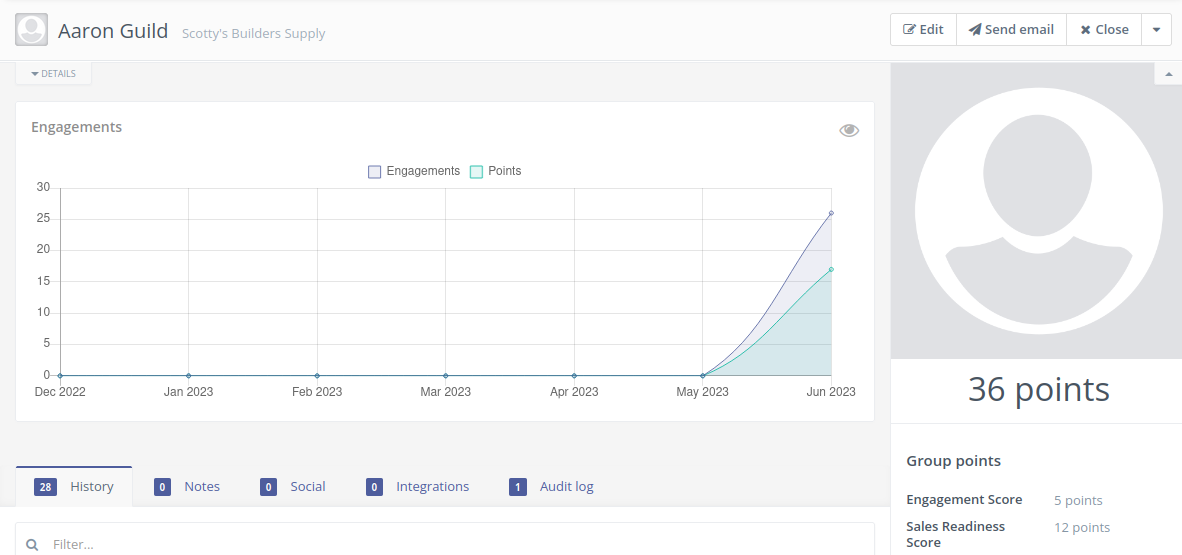 Aaron Guild Scotty's Builders Supply
Edit Send email Close
DETAILS
Engagements
Engagements Points
30
25
20
15
10
5
0
Dec 2022 Jan 2023 Feb 2023 Mar 2023 Apr 2023 May 2023 Jun 2023
28 History 0 Notes 0 Social 0 Integrations 1 Audit log
Filter...
36 points
Group points
Engagement Score 5 points
Sales Readiness 12 points
Score